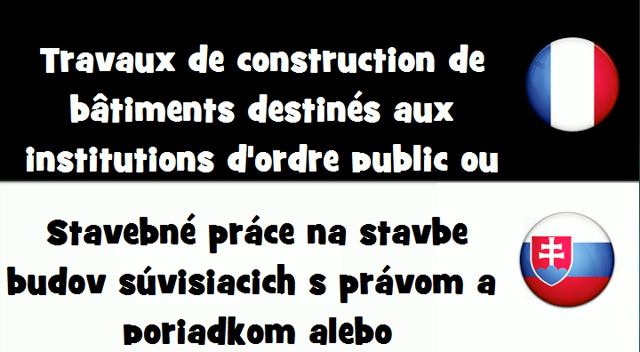 Travaux de construction de
bâtiments destinés aux
institutions d'ordre public ou
Stavebné práce na stavbe
budov súvisiacich s právom a
poriadkom alebo